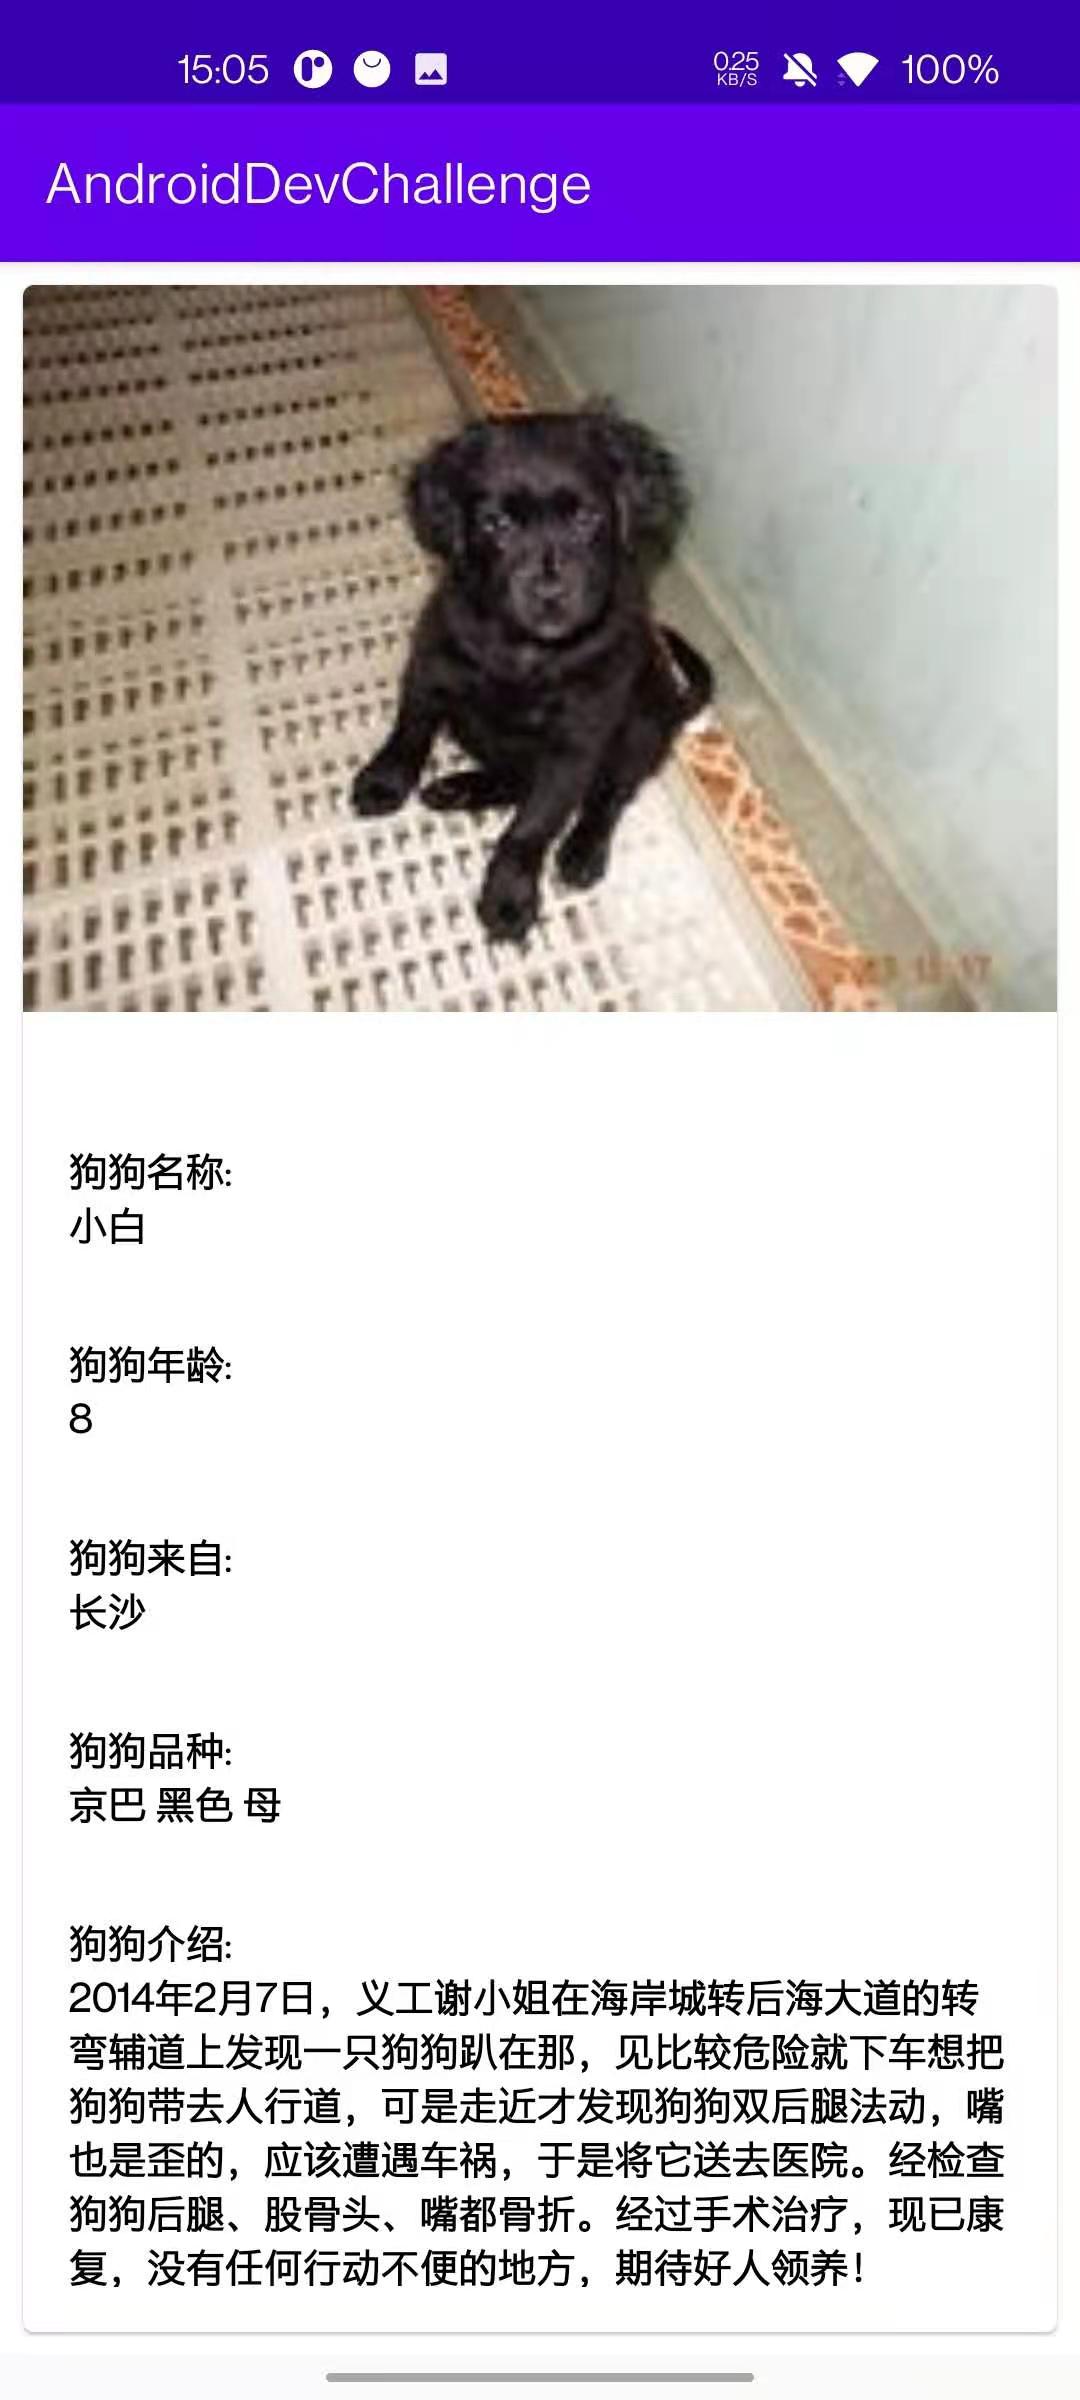 15:05
0.25
KB/S
100%
AndroidDevChallenge
狗狗名称:
小白
狗狗年龄:
8
狗狗来自:
长沙
狗狗品种:
京巴 黑色 母
狗狗介绍:
2014年2月7日，义工谢小姐在海岸城转后海大道的转
弯辅道上发现一只狗狗趴在那，见比较危险就下车想把
狗狗带去人行道，可是走近才发现狗狗双后腿法动，嘴
也是歪的，应该遭遇车祸，于是将它送去医院。经检查
狗狗后腿、股骨头、嘴都骨折。经过手术治疗，现已康
复，没有任何行动不便的地方，期待好人领养！